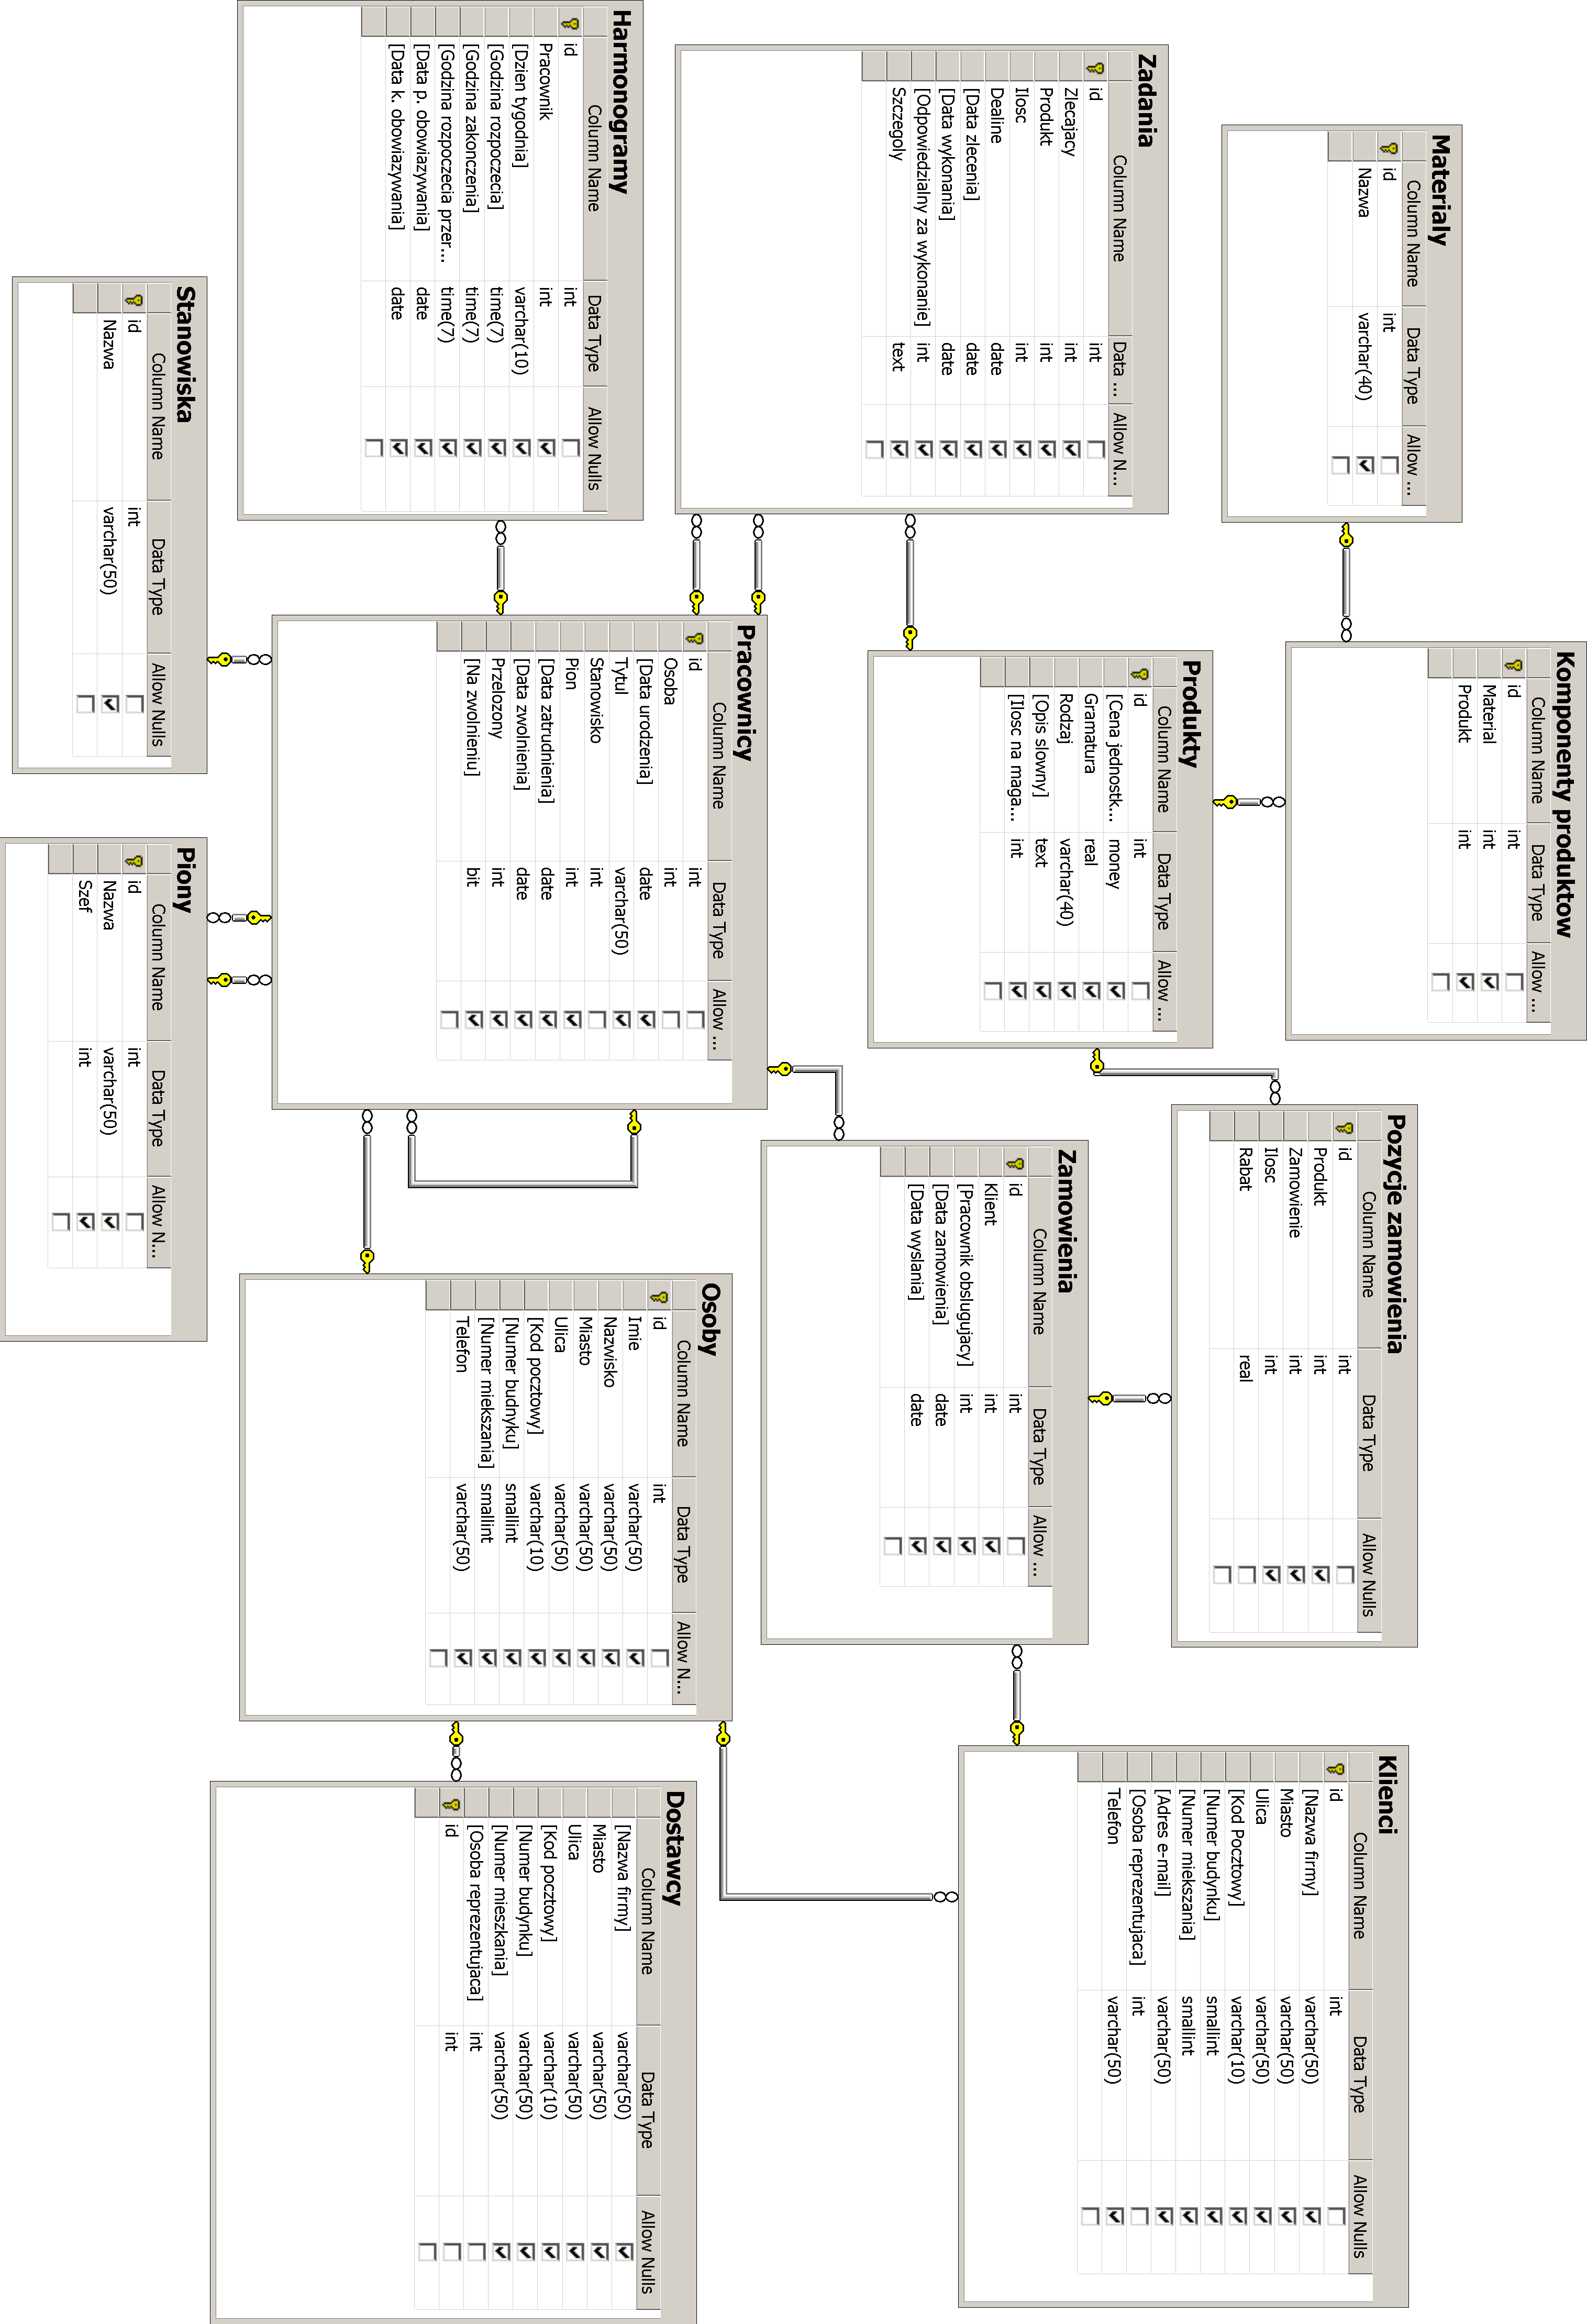 Materialy
Column Name Data Type Allow ...
id int
Nazwa varchar(40)
Komponenty produktow
Column Name Data Type Allow ...
id int
Material int
Produkt int
Pozycje zamowienia
Column Name Data Type Allow Nulls
id int
Produkt int
Zamowienie int
Ilosc int
Rabat real
Klienci
Column Name Data Type Allow Nulls
id int
[Nazwa firmy] varchar(50)
Miasto varchar(50)
Ulica varchar(50)
[Kod Pocztowy] varchar(10)
[Numer budynku] smallint
[Numer miekszania] smallint
[Adres e-mail] varchar(50)
[Osoba reprezentujaca] int
Telefon varchar(50)
Zadania
Column Name Data ... Allow N...
id int
Zlecajacy int
Produkt int
Ilosc int
Dealine date
[Data zlecenia] date
[Data wykonania] date
[Odpowiedzialny za wykonanie] int
Szczegoly text
Produkty
Column Name Data Type Allow ...
id int
[Cena jednostk... money
Gramatura real
Rodzaj varchar(40)
[Opis slowny] text
[Ilosc na maga... int
Zamowienia
Column Name Data Type Allow ...
id int
Klient int
[Pracownik obslugujacy] int
[Data zamowienia] date
[Data wyslania] date
Harmonogramy
Column Name Data Type Allow Nulls
id int
Pracownik int
[Dzien tygodnia] varchar(10)
[Godzina rozpoczecia] time(7)
[Godzina zakonczenia] time(7)
[Godzina rozpoczecia przer... time(7)
[Data p. obowiazywania] date
[Data k. obowiazywania] date
Pracownicy
Column Name Data Type Allow ...
id int
Osoba int
[Data urodzenia] date
Tytul varchar(50)
Stanowisko int
Pion int
[Data zatrudnienia] date
[Data zwolnienia] date
Przelozony int
[Na zwolnieniu] bit
Osoby
Column Name Data Type Allow N...
id int
Imie varchar(50)
Nazwisko varchar(50)
Miasto varchar(50)
Ulica varchar(50)
[Kod pocztowy] varchar(10)
[Numer budnyku] smallint
[Numer miekszania] smallint
Telefon varchar(50)
Dostawcy
Column Name Data Type Allow Nulls
[Nazwa firmy] varchar(50)
Miasto varchar(50)
Ulica varchar(50)
[Kod pocztowy] varchar(10)
[Numer budynku] varchar(50)
[Numer mieszkania] varchar(50)
[Osoba reprezentujaca] int
id int
Stanowiska
Column Name Data Type Allow Nulls
id int
Nazwa varchar(50)
Piony
Column Name Data Type Allow N...
id int
Nazwa varchar(50)
Szef int